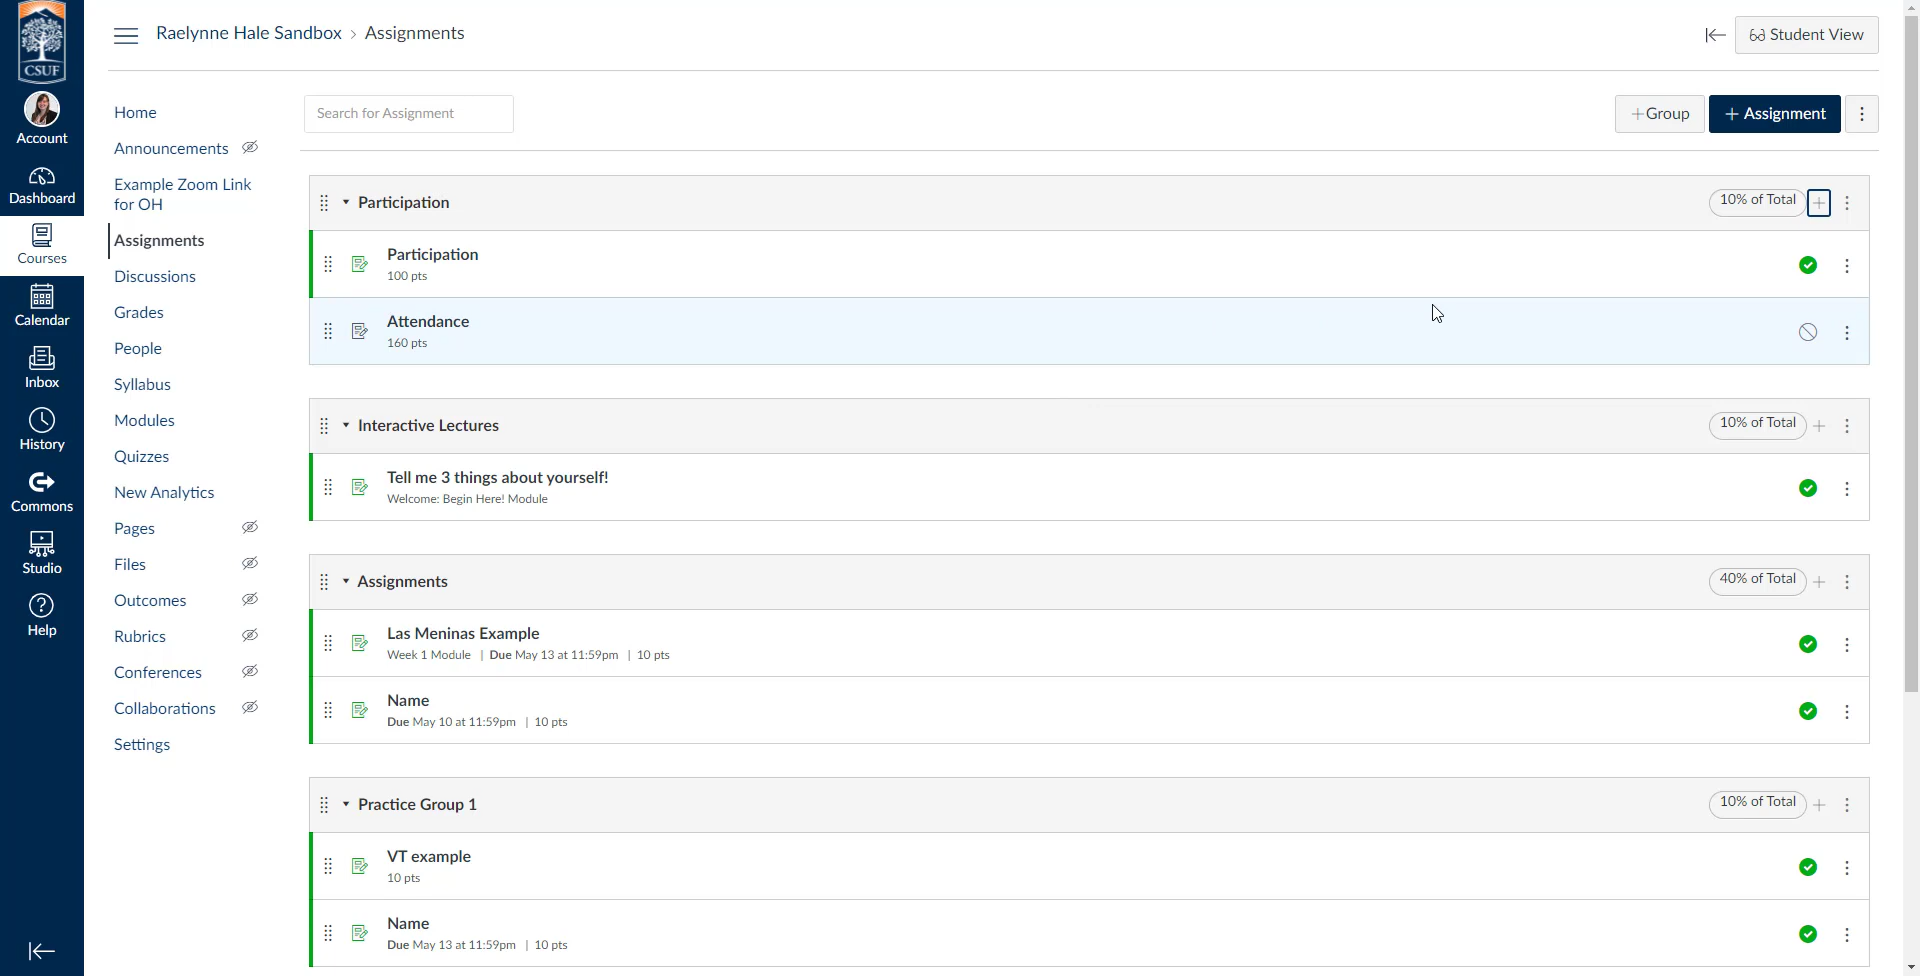 CSUF
Account
Dashboard
Courses
Calendar
Inbox
History
Commons
Studio
Help
Raelynne Hale Sandbox › Assignments
Student View
Home
Announcements
Example Zoom Link
for OH
Assignments
Discussions
Grades
People
Syllabus
Modules
Quizzes
New Analytics
Pages
Files
Outcomes
Rubrics
Conferences
Collaborations
Settings
Search for Assignment
+Group
+ Assignment
Participation
10% of Total +
Participation
100 pts
Attendance
160 pts
Interactive Lectures
10% of Total +
Tell me 3 things about yourself!
Welcome: Begin Here! Module
Assignments
40% of Total +
Las Meninas Example
Week 1 Module | Due May 13 at 11:59pm | 10 pts
Name
Due May 10 at 11:59pm | 10 pts
Practice Group 1
10% of Total +
VT example
10 pts
Name
Due May 13 at 11:59pm | 10 pts